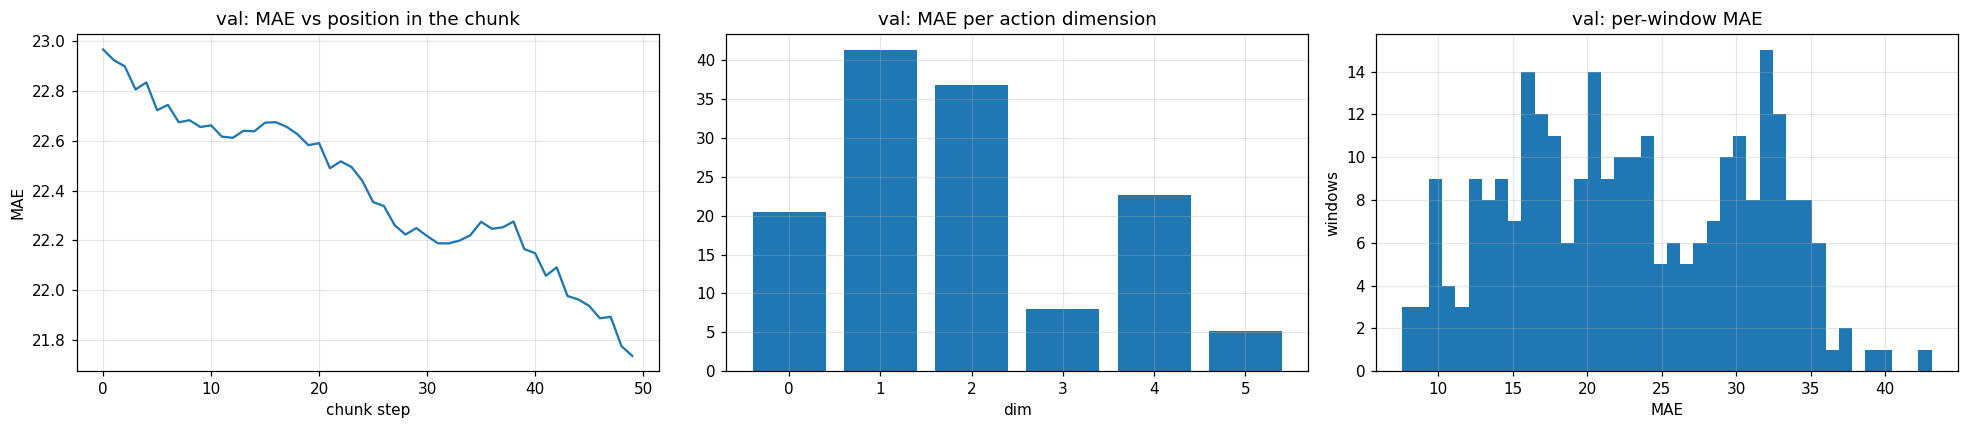 val: MAE vs position in the chunk
MAE
23.0
22.8
22.6
22.4
22.2
22.0
21.8
0 10 20 30 40 50
chunk step
val: MAE per action dimension
40
35
30
25
20
15
10
5
0
0 1 2 3 4 5
dim
val: per-window MAE
windows
14
12
10
8
6
4
2
0
10 15 20 25 30 35 40
MAE